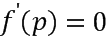 f'(p) = 0